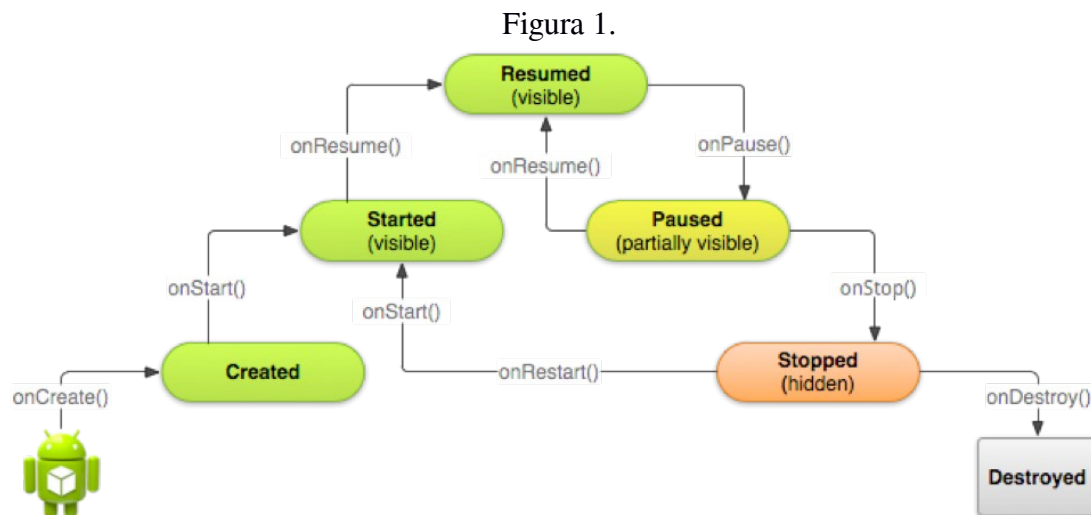 Figura 1.
Resumed
(visible)
onResume()
onResume()
onPause()
Started
(visible)
Paused
(partially visible)
onStart()
onStart()
onStop()
Created
onRestart()
Stopped
(hidden)
onCreate()
onDestroy()
Destroyed